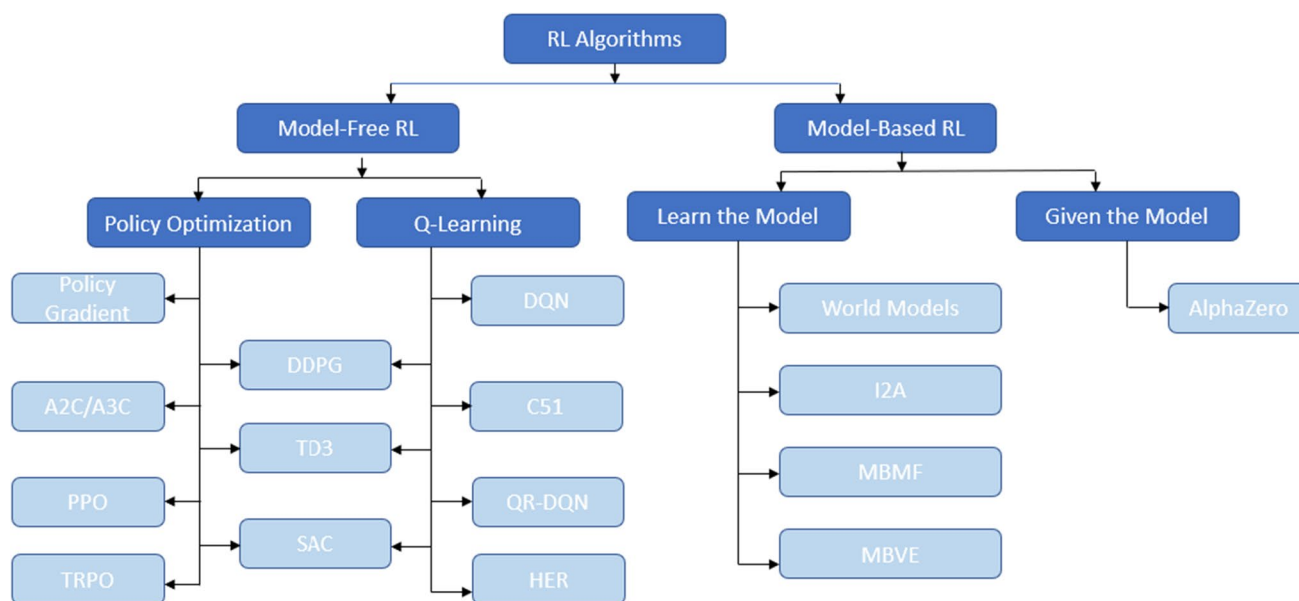 RL Algorithms
Model-Free RL
Model-Based RL
Policy Optimization
Q-Learning
Learn the Model
Given the Model
Policy
Gradient
DQN
World Models
AlphaZero
DDPG
A2C/A3C
C51
I2A
TD3
PPO
QR-DQN
MBMF
SAC
TRPO
HER
MBVE